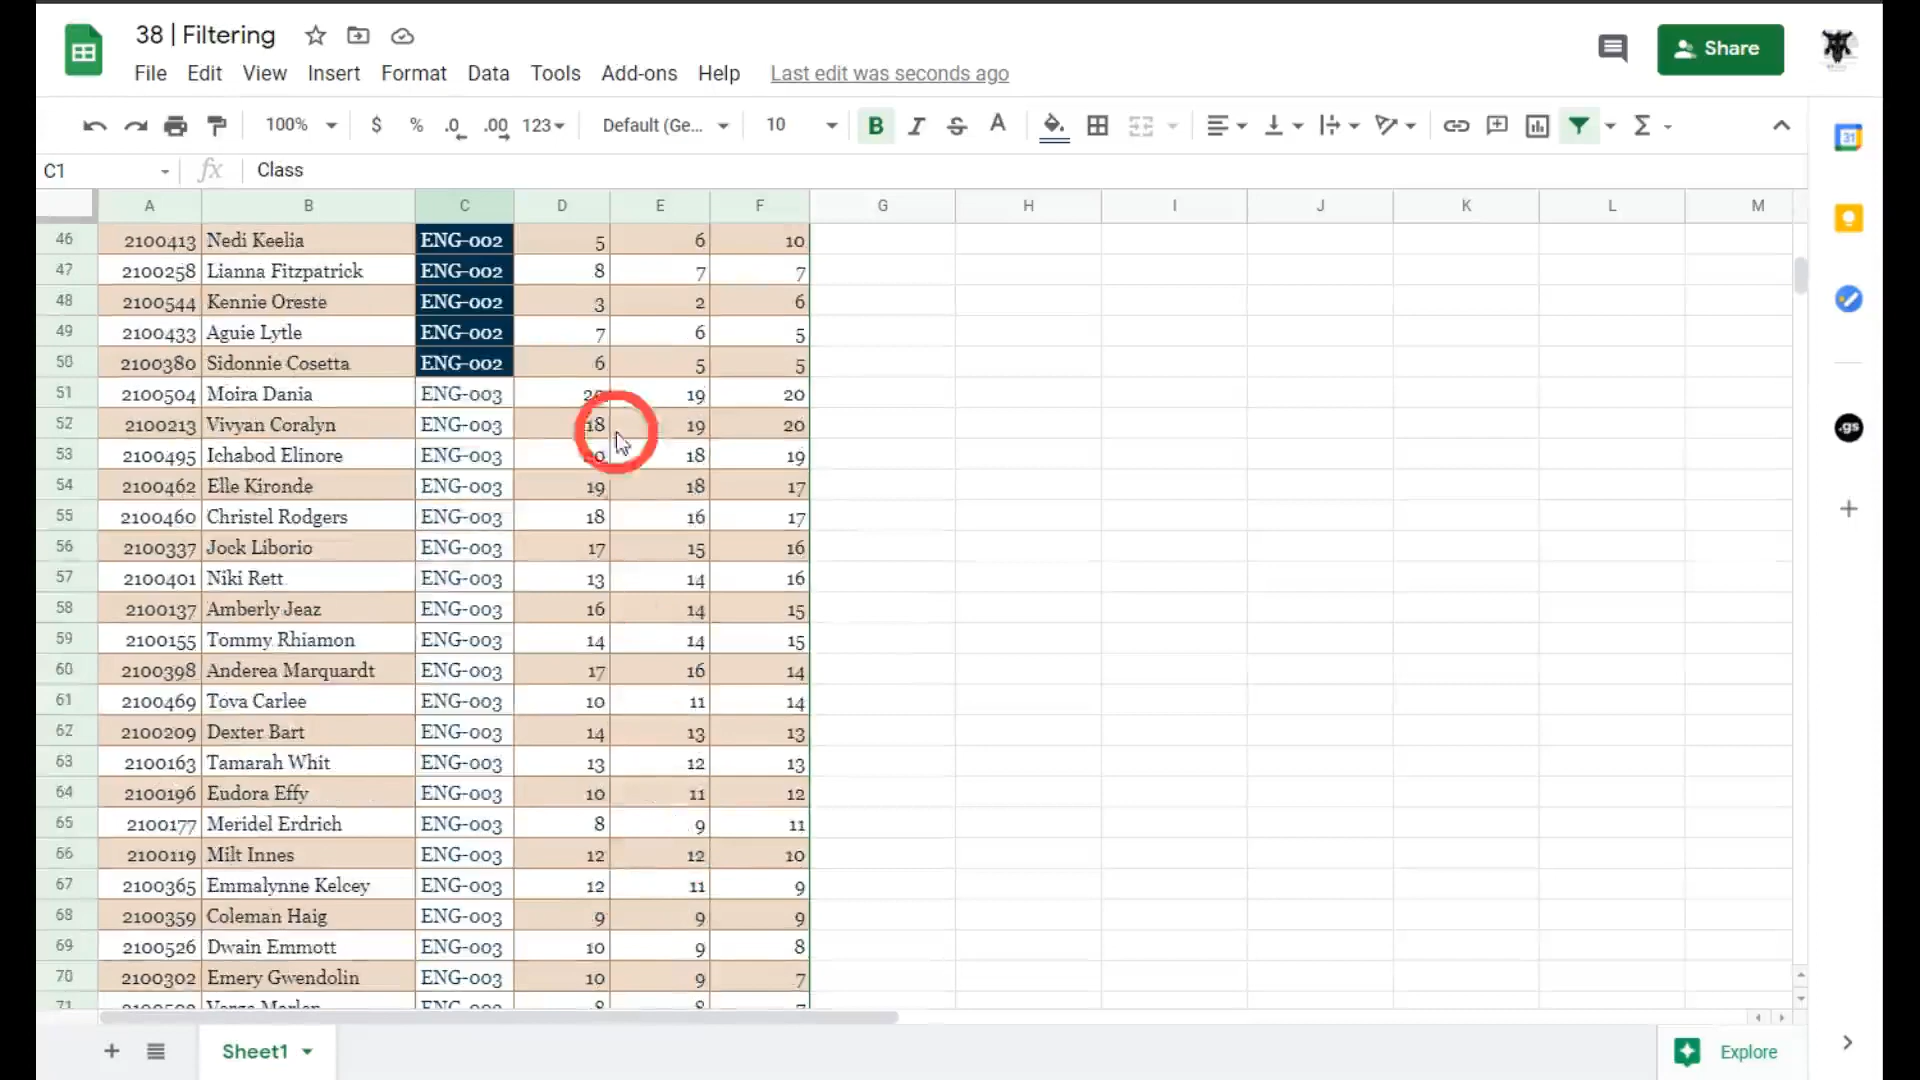 38 | Filtering
File Edit View Insert Format Data Tools Add-ons Help Last edit was seconds ago
Share
100% $ % .0 .00 123 Default (Ge... 10 B I S A Σ
31
C1 fx Class
A B C D E F G H I J K L M
46 2100413 Nedi Keelia ENG-002 5 6 10
47 2100258 Lianna Fitzpatrick ENG-002 8 7 7
48 2100544 Kennie Oreste ENG-002 3 2 6
49 2100433 Aguie Lytle ENG-002 7 6 5
50 2100380 Sidonnie Cosetta ENG-002 6 5 5
51 2100504 Moira Dania ENG-003 20 19 20
52 2100213 Vivyan Coralyn ENG-003 18 19 20
.gs
53 2100495 Ichabod Elinore ENG-003 20 18 19
54 2100462 Elle Kironde ENG-003 19 18 17
55 2100460 Christel Rodgers ENG-003 18 16 17
56 2100337 Jock Liborio ENG-003 17 15 16
57 2100401 Niki Rett ENG-003 13 14 16
58 2100137 Amberly Jeaz ENG-003 16 14 15
59 2100155 Tommy Rhiamon ENG-003 14 14 15
60 2100398 Anderea Marquardt ENG-003 17 16 14
61 2100469 Tova Carlee ENG-003 10 11 14
62 2100209 Dexter Bart ENG-003 14 13 13
63 2100163 Tamarah Whit ENG-003 13 12 13
64 2100196 Eudora Effy ENG-003 10 11 12
65 2100177 Meridel Erdrich ENG-003 8 9 11
66 2100119 Milt Innes ENG-003 12 12 10
67 2100365 Emmalynne Kelcey ENG-003 12 11 9
68 2100359 Coleman Haig ENG-003 9 9 9
69 2100526 Dwain Emmott ENG-003 10 9 8
70 2100302 Emery Gwendolin ENG-003 10 9 7
71
Sheet1
Explore